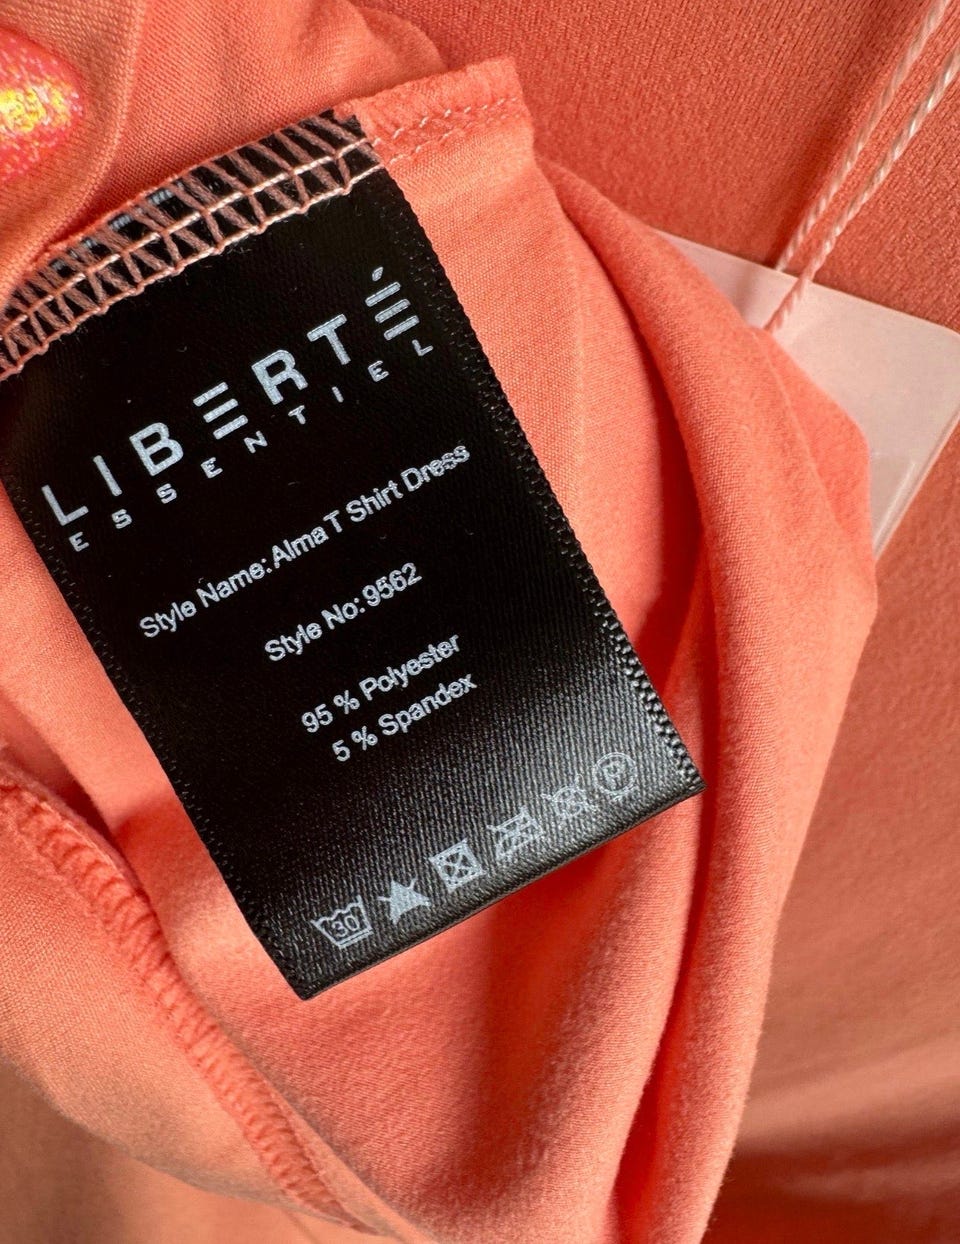 LIBERTÉ
ESSENTIEL
Style Name: Alma T Shirt Dress
Style No: 9562
95 % Polyester
5 % Spandex
30 P